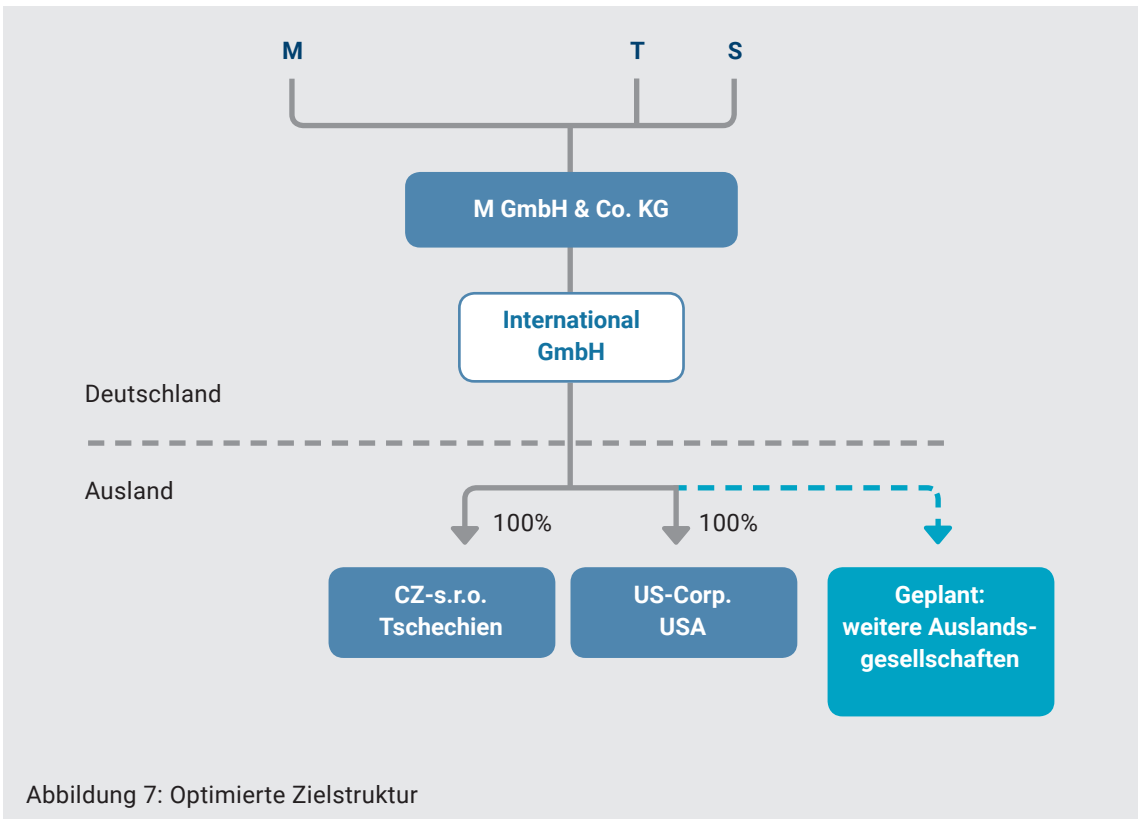 M T S
M GmbH & Co. KG
International
GmbH
Deutschland
Ausland
100% 100%
CZ-s.r.o.
Tschechien
US-Corp.
USA
Geplant:
weitere Auslands-
gesellschaften
Abbildung 7: Optimierte Zielstruktur